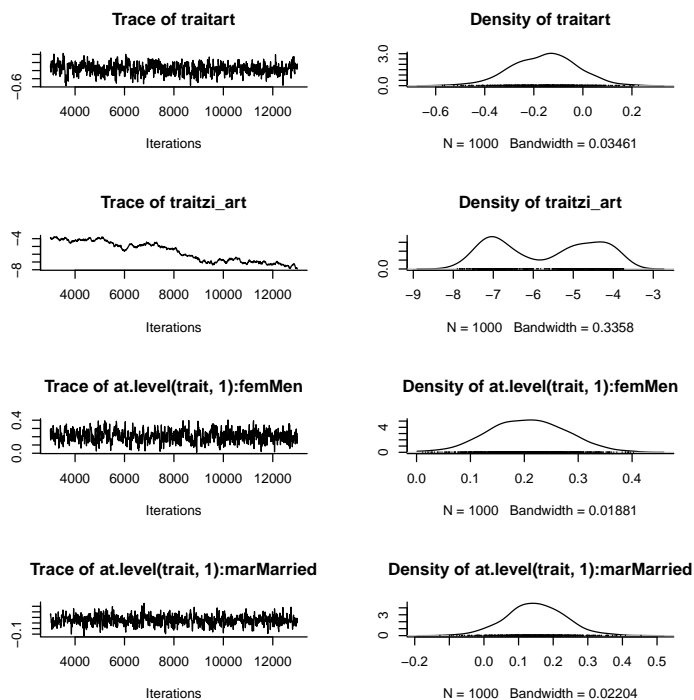 Trace of traitart
−0.6
4000 6000 8000 10000 12000
Iterations
Density of traitart
0.0 3.0
−0.6 −0.4 −0.2 0.0 0.2
N = 1000 Bandwidth = 0.03461
Trace of traitzi_art
−8 −4
4000 6000 8000 10000 12000
Iterations
Density of traitzi_art
0.0
−9 −8 −7 −6 −5 −4 −3
N = 1000 Bandwidth = 0.3358
Trace of at.level(trait, 1):femMen
0.0 0.4
4000 6000 8000 10000 12000
Iterations
Density of at.level(trait, 1):femMen
0 4
0.0 0.1 0.2 0.3 0.4
N = 1000 Bandwidth = 0.01881
Trace of at.level(trait, 1):marMarried
−0.1
4000 6000 8000 10000 12000
Iterations
Density of at.level(trait, 1):marMarried
0 3
−0.2 0.0 0.1 0.2 0.3 0.4 0.5
N = 1000 Bandwidth = 0.02204